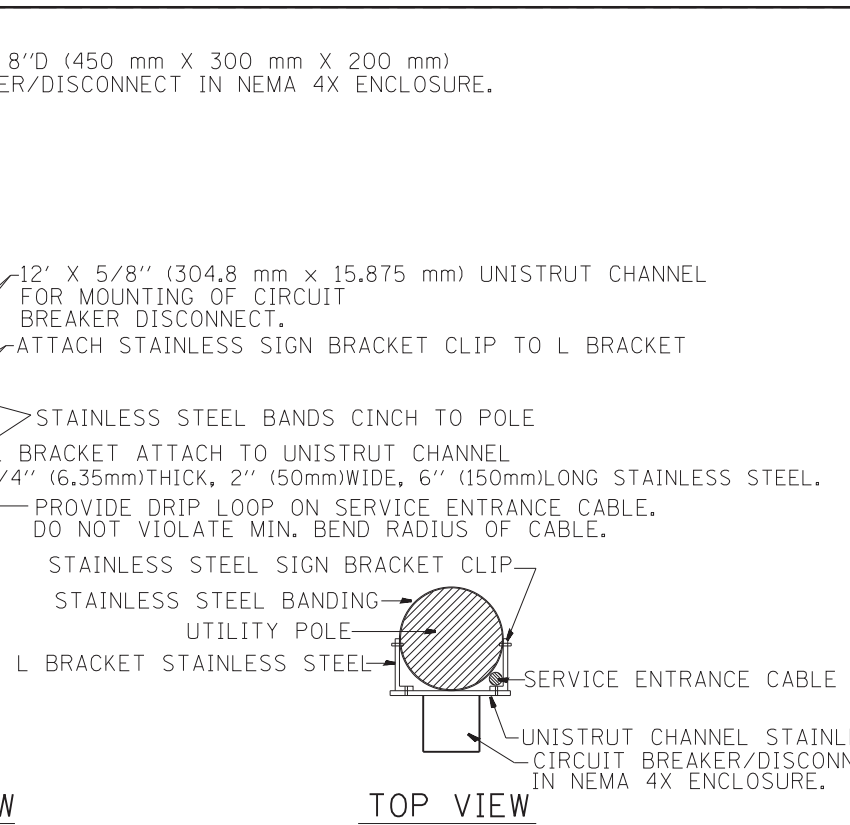 8''D (450 mm X 300 mm X 200 mm)
ER/DISCONNECT IN NEMA 4X ENCLOSURE.
12' X 5/8'' (304.8 mm x 15.875 mm) UNISTRUT CHANNEL
FOR MOUNTING OF CIRCUIT
BREAKER DISCONNECT.
ATTACH STAINLESS SIGN BRACKET CLIP TO L BRACKET
STAINLESS STEEL BANDS CINCH TO POLE
BRACKET ATTACH TO UNISTRUT CHANNEL
/4'' (6.35mm)THICK, 2'' (50mm)WIDE, 6'' (150mm)LONG STAINLESS STEEL.
PROVIDE DRIP LOOP ON SERVICE ENTRANCE CABLE.
DO NOT VIOLATE MIN. BEND RADIUS OF CABLE.
STAINLESS STEEL SIGN BRACKET CLIP
STAINLESS STEEL BANDING
UTILITY POLE
L BRACKET STAINLESS STEEL
SERVICE ENTRANCE CABLE
UNISTRUT CHANNEL STAINL
CIRCUIT BREAKER/DISCONN
IN NEMA 4X ENCLOSURE.
W
TOP VIEW